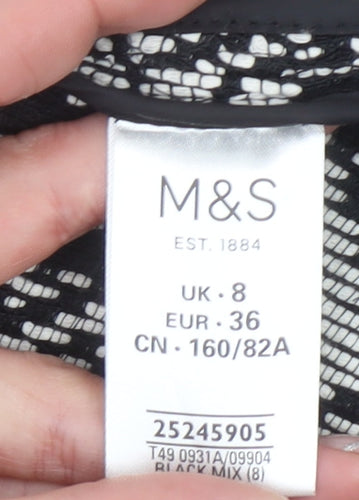 M&S
EST. 1884
UK · 8
EUR · 36
CN · 160/82A
25245905
T49 0931A/09904
BLACK MIX (8)